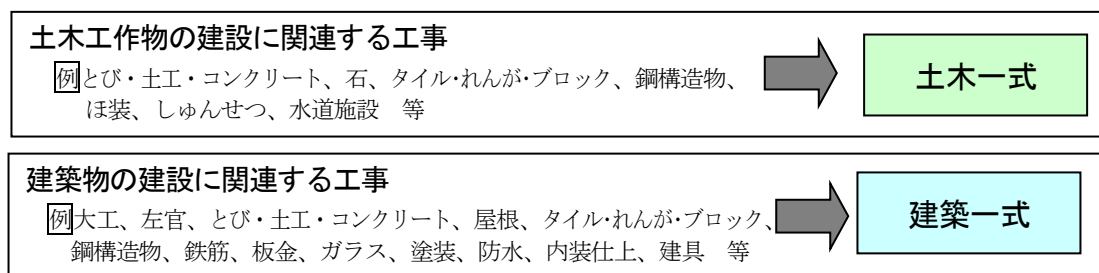 土木工作物の建設に関連する工事
例とび・土工・コンクリート、石、タイル･れんが･ブロック、鋼構造物、
ほ装、しゅんせつ、水道施設　等
土木一式
建築物の建設に関連する工事
例大工、左官、とび・土工・コンクリート、屋根、タイル･れんが･ブロック、
鋼構造物、鉄筋、板金、ガラス、塗装、防水、内装仕上、建具　等
建築一式